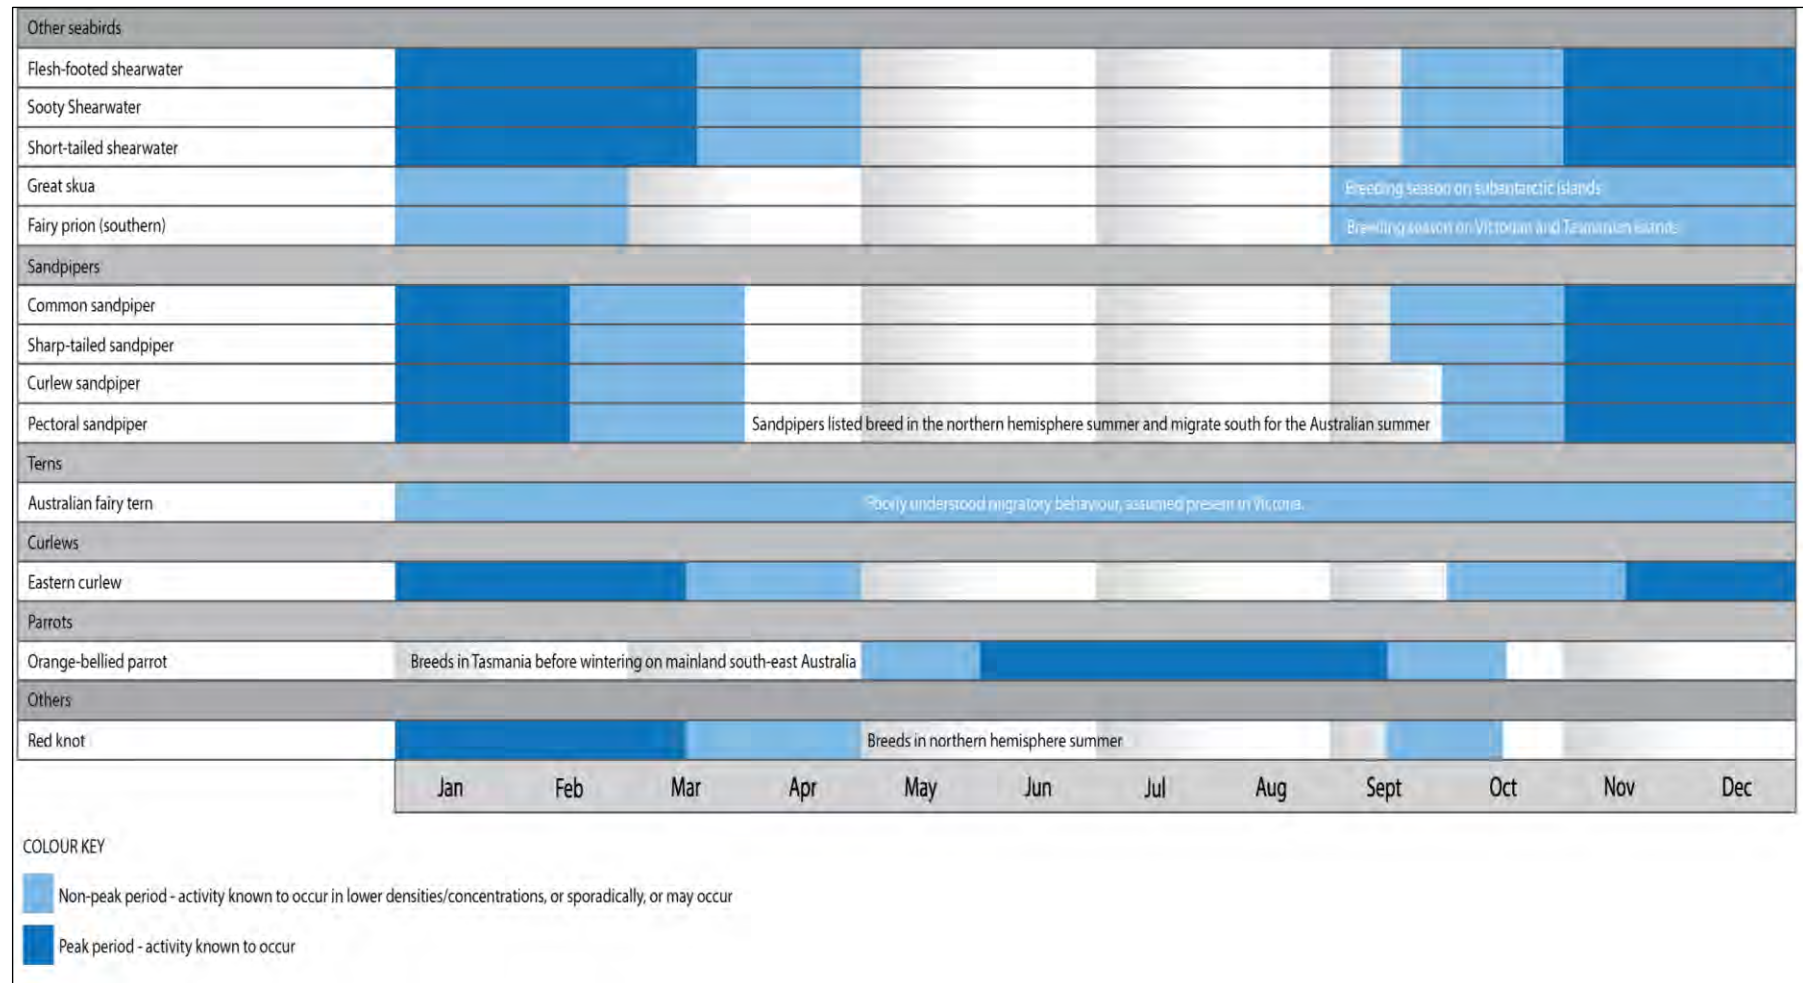 Other seabirds
Flesh-footed shearwater
Sooty Shearwater
Short-tailed shearwater
Great skua
Breeding season on subantarctic islands
Fairy prion (southern)
Breeding season on Victorian and Tasmanian islands
Sandpipers
Common sandpiper
Sharp-tailed sandpiper
Curlew sandpiper
Pectoral sandpiper
Sandpipers listed breed in the northern hemisphere summer and migrate south for the Australian summer
Terns
Australian fairy tern
Poorly understood migratory behaviour, assumed present in Victoria.
Curlews
Eastern curlew
Parrots
Orange-bellied parrot
Breeds in Tasmania before wintering on mainland south-east Australia
Others
Red knot
Breeds in northern hemisphere summer
Jan Feb Mar Apr May Jun Jul Aug Sept Oct Nov Dec
COLOUR KEY
Non-peak period - activity known to occur in lower densities/concentrations, or sporadically, or may occur
Peak period - activity known to occur